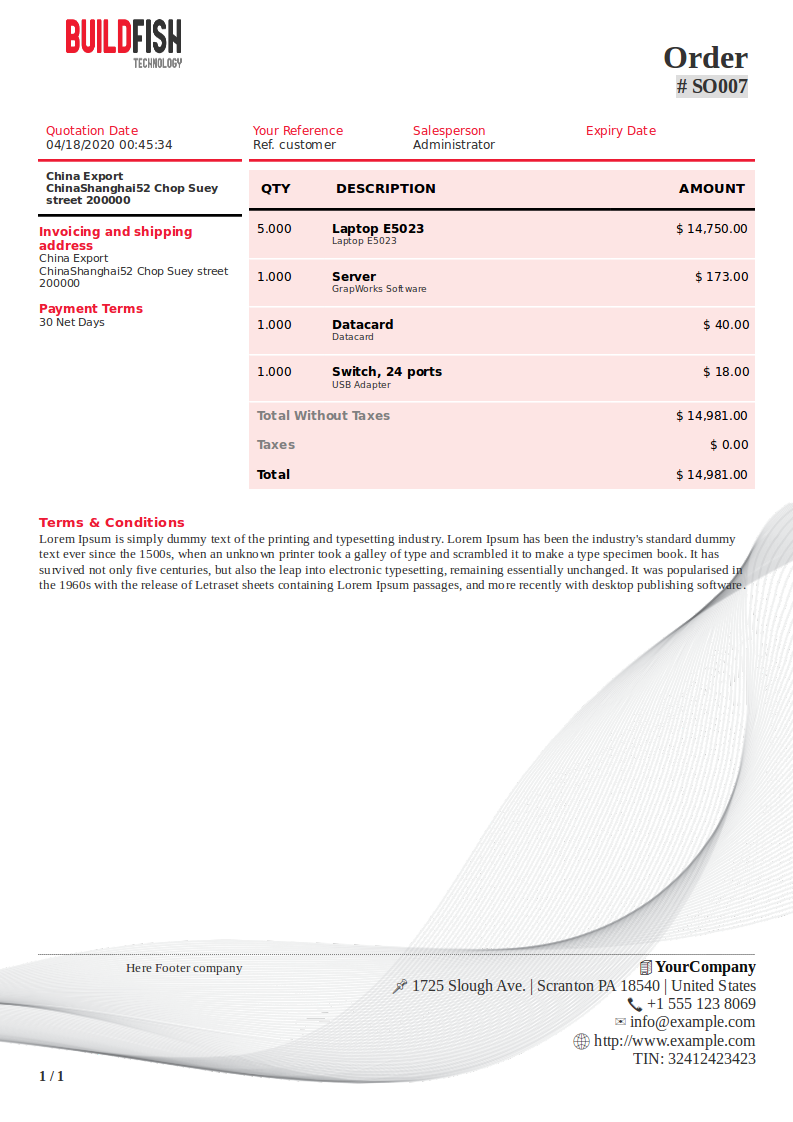 BUILDFISH
TECHNOLOGY
Order
# SO007
Quotation Date Your Reference Salesperson Expiry Date
04/18/2020 00:45:34 Ref. customer Administrator
China Export
ChinaShanghai52 Chop Suey
street 200000
Invoicing and shipping
address
China Export
ChinaShanghai52 Chop Suey street
200000
Payment Terms
30 Net Days
QTY DESCRIPTION AMOUNT
5.000 Laptop E5023 $ 14,750.00
Laptop E5023
1.000 Server $ 173.00
GrapWorks Software
1.000 Datacard $ 40.00
Datacard
1.000 Switch, 24 ports $ 18.00
USB Adapter
Total Without Taxes $ 14,981.00
Taxes $ 0.00
Total $ 14,981.00
Terms & Conditions
Lorem Ipsum is simply dummy text of the printing and typesetting industry. Lorem Ipsum has been the industry's standard dummy
text ever since the 1500s, when an unknown printer took a galley of type and scrambled it to make a type specimen book. It has
survived not only five centuries, but also the leap into electronic typesetting, remaining essentially unchanged. It was popularised in
the 1960s with the release of Letraset sheets containing Lorem Ipsum passages, and more recently with desktop publishing software.
Here Footer company
YourCompany
1725 Slough Ave. | Scranton PA 18540 | United States
+1 555 123 8069
info@example.com
http://www.example.com
TIN: 32412423423
1 / 1